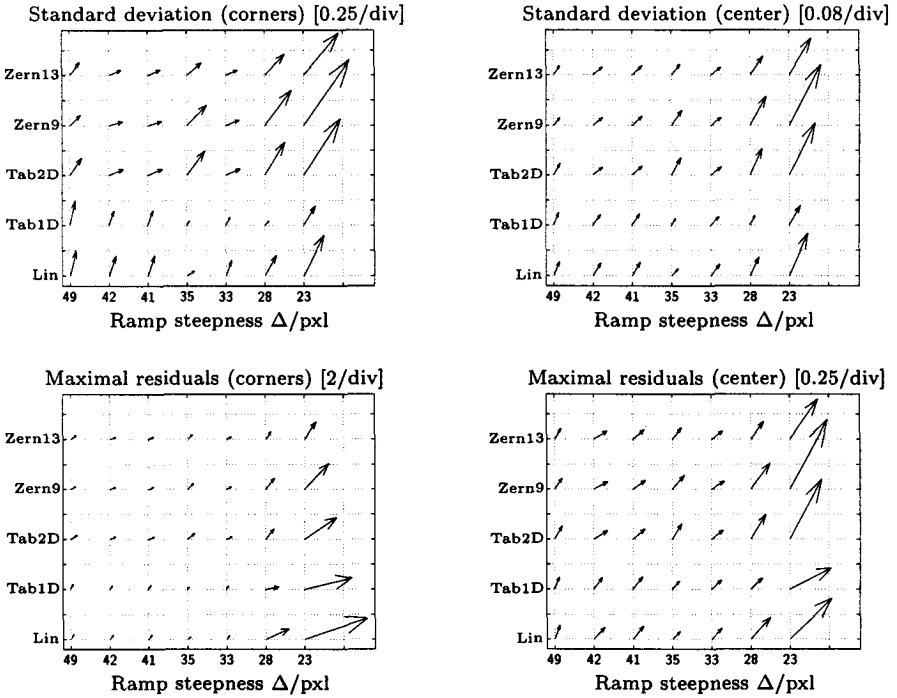 Standard deviation (corners) [0.25/div]
Zern13
Zern9
Tab2D
Tab1D
Lin
49 42 41 35 33 28 23
Ramp steepness Δ/pxl
Standard deviation (center) [0.08/div]
Zern13
Zern9
Tab2D
Tab1D
Lin
49 42 41 35 33 28 23
Ramp steepness Δ/pxl
Maximal residuals (corners) [2/div]
Zern13
Zern9
Tab2D
Tab1D
Lin
49 42 41 35 33 28 23
Ramp steepness Δ/pxl
Maximal residuals (center) [0.25/div]
Zern13
Zern9
Tab2D
Tab1D
Lin
49 42 41 35 33 28 23
Ramp steepness Δ/pxl